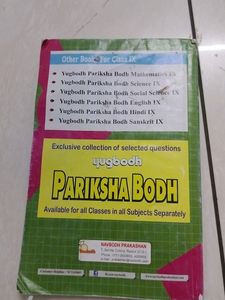 Other Books For Class IX
Yugbodh Pariksha Bodh Mathematics IX
Yugbodh Pariksha Bodh Science IX
Yugbodh Pariksha Bodh Social Science IX
Yugbodh Pariksha Bodh English IX
Yugbodh Pariksha Bodh Hindi IX
Yugbodh Pariksha Bodh Sanskrit IX
Exclusive collection of selected questions
yugbodh
PARIKSHA BODH
Available for all Classes in all Subjects Separately
NAVBODH PRAKASHAN